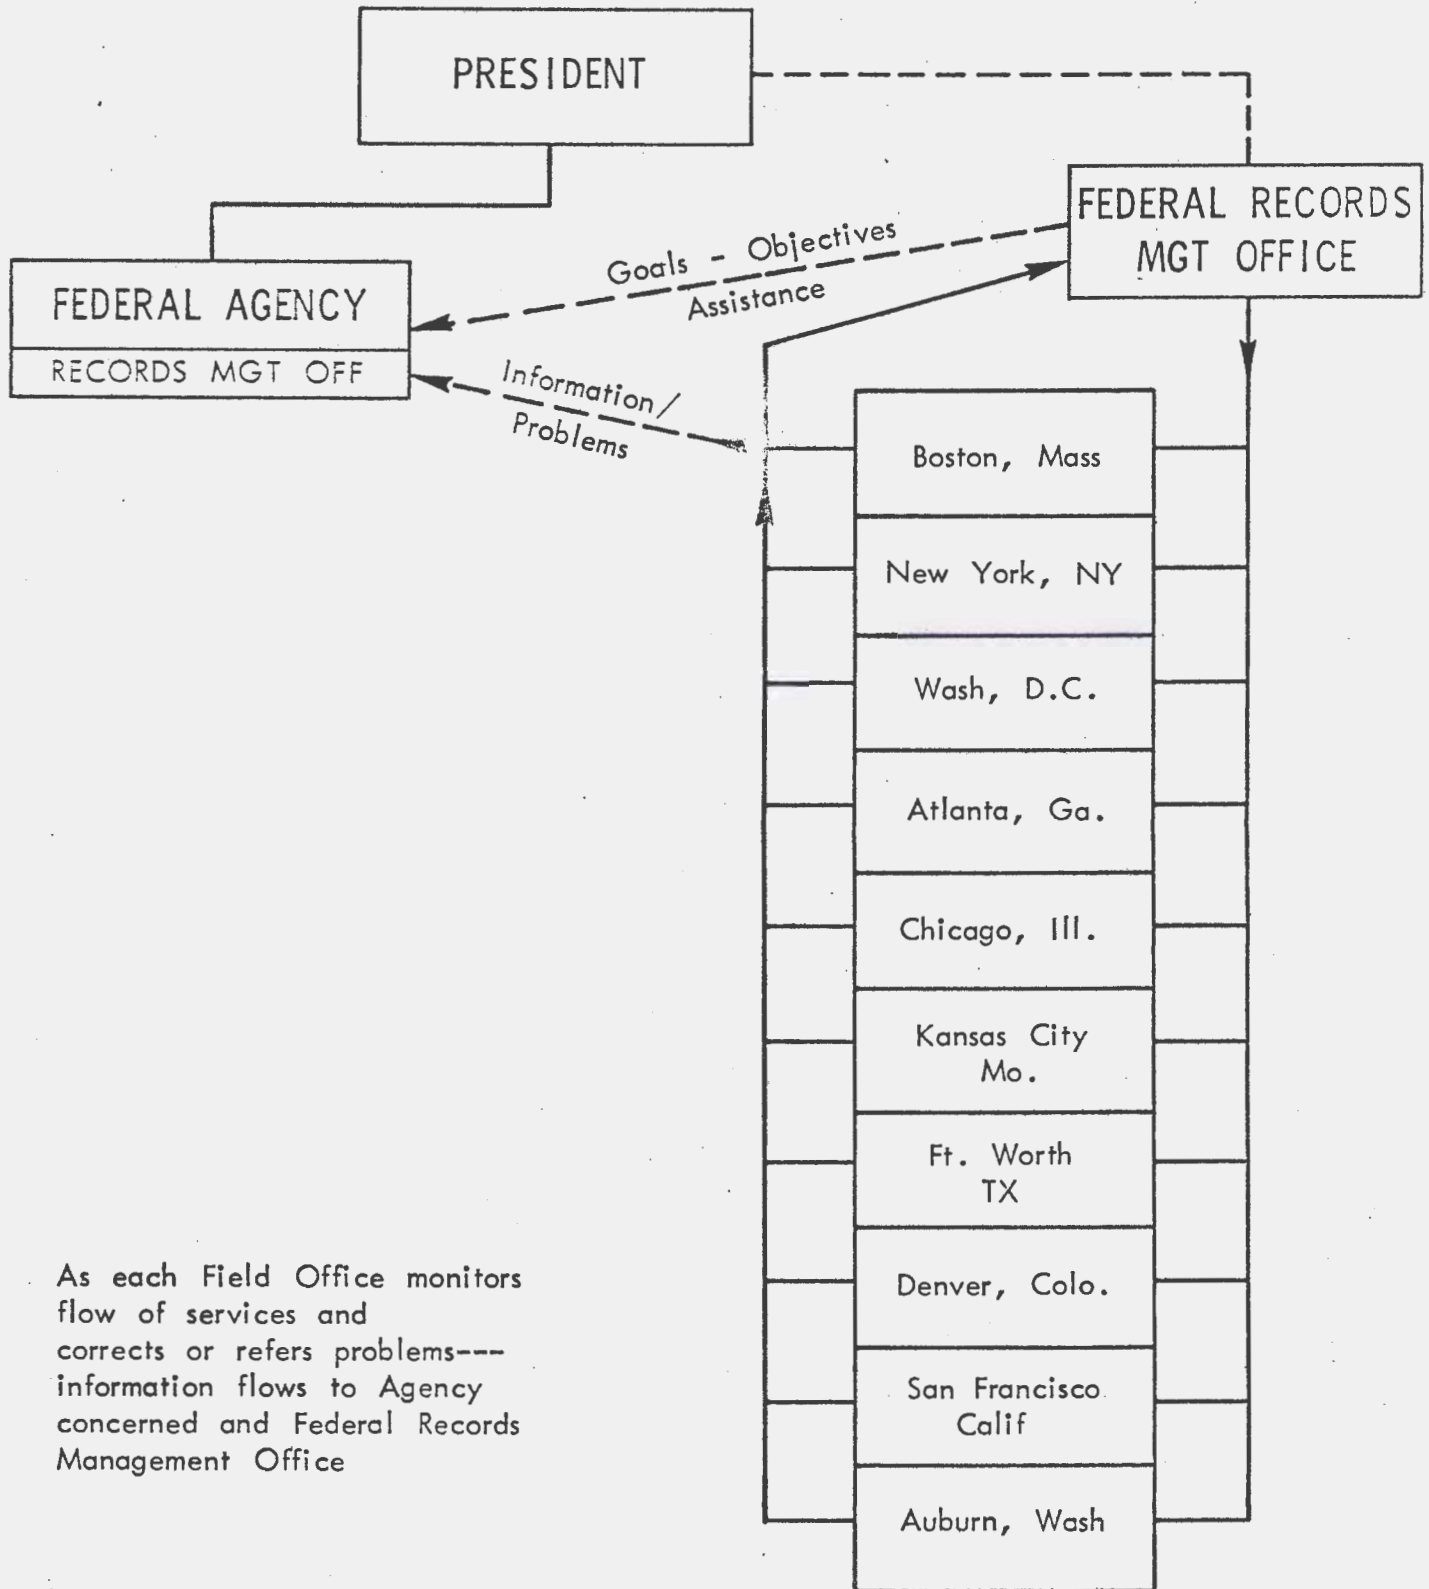 PRESIDENT
FEDERAL RECORDS
MGT OFFICE
Goals - Objectives
Assistance
FEDERAL AGENCY
RECORDS MGT OFF
Information/
Problems
Boston, Mass
New York, NY
Wash, D.C.
Atlanta, Ga.
Chicago, Ill.
Kansas City
Mo.
Ft. Worth
TX
Denver, Colo.
San Francisco
Calif
Auburn, Wash
As each Field Office monitors
flow of services and
corrects or refers problems---
information flows to Agency
concerned and Federal Records
Management Office